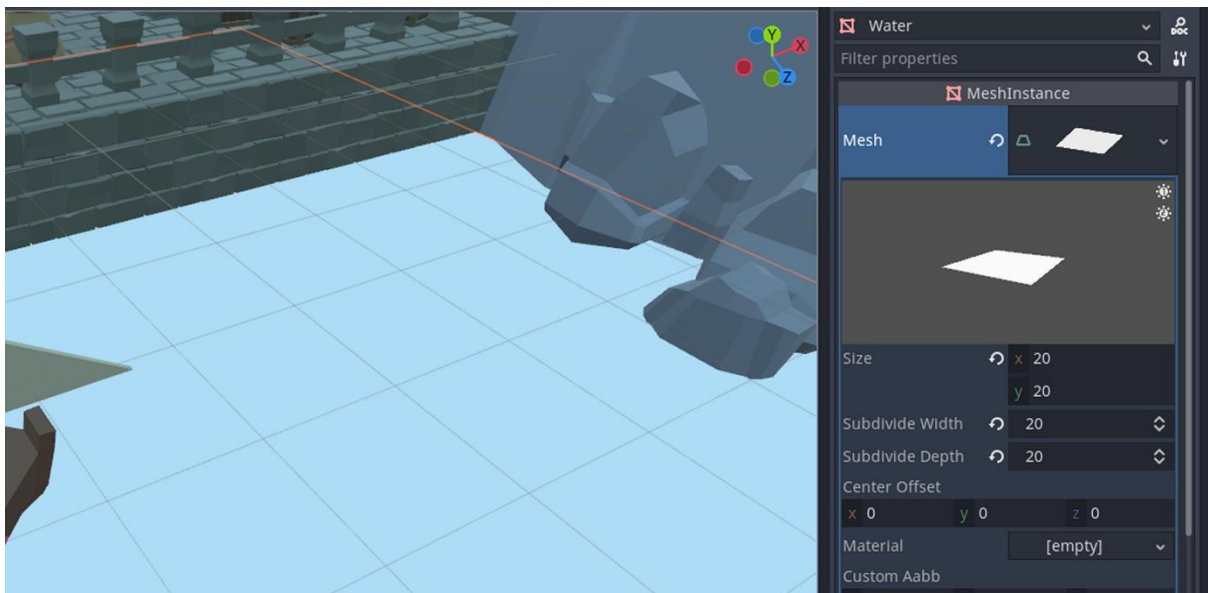 Water
DOC
Filter properties
MeshInstance
Mesh
Size
x 20
y 20
Subdivide Width 20
Subdivide Depth 20
Center Offset
x 0 y 0 z 0
Material [empty]
Custom Aabb
Y
X
Z